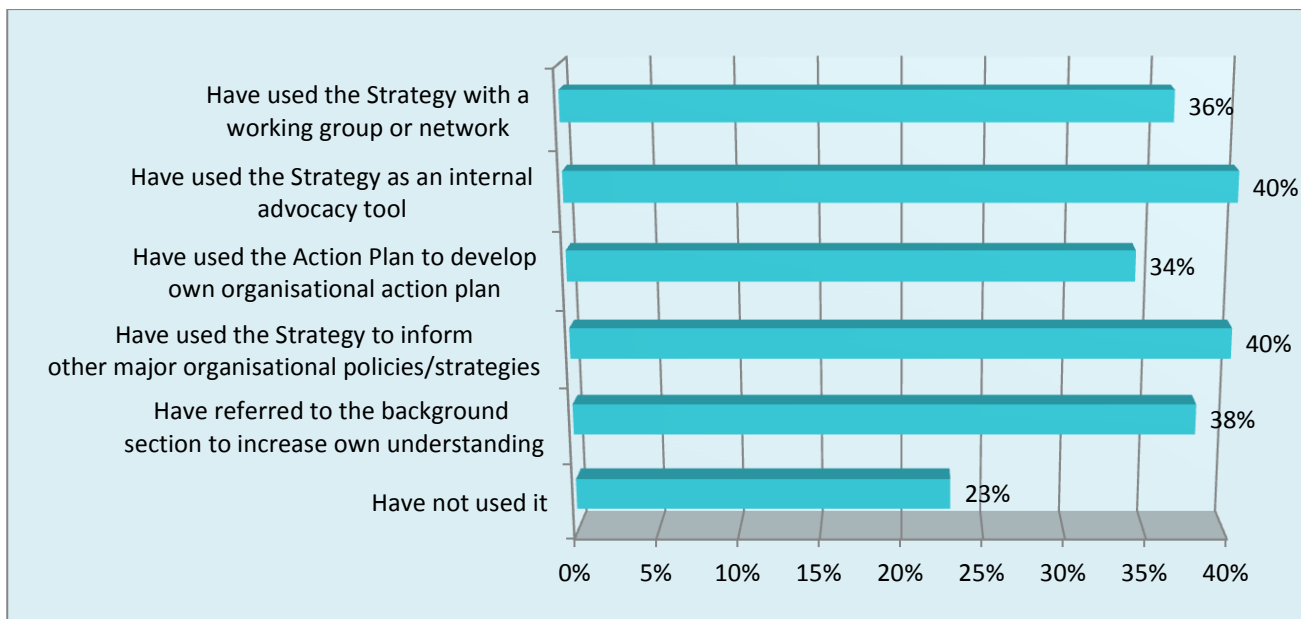 Have used the Strategy with a
working group or network
36%
Have used the Strategy as an internal
advocacy tool
40%
Have used the Action Plan to develop
own organisational action plan
34%
Have used the Strategy to inform
other major organisational policies/strategies
40%
Have referred to the background
section to increase own understanding
38%
Have not used it
23%
0% 5% 10% 15% 20% 25% 30% 35% 40%